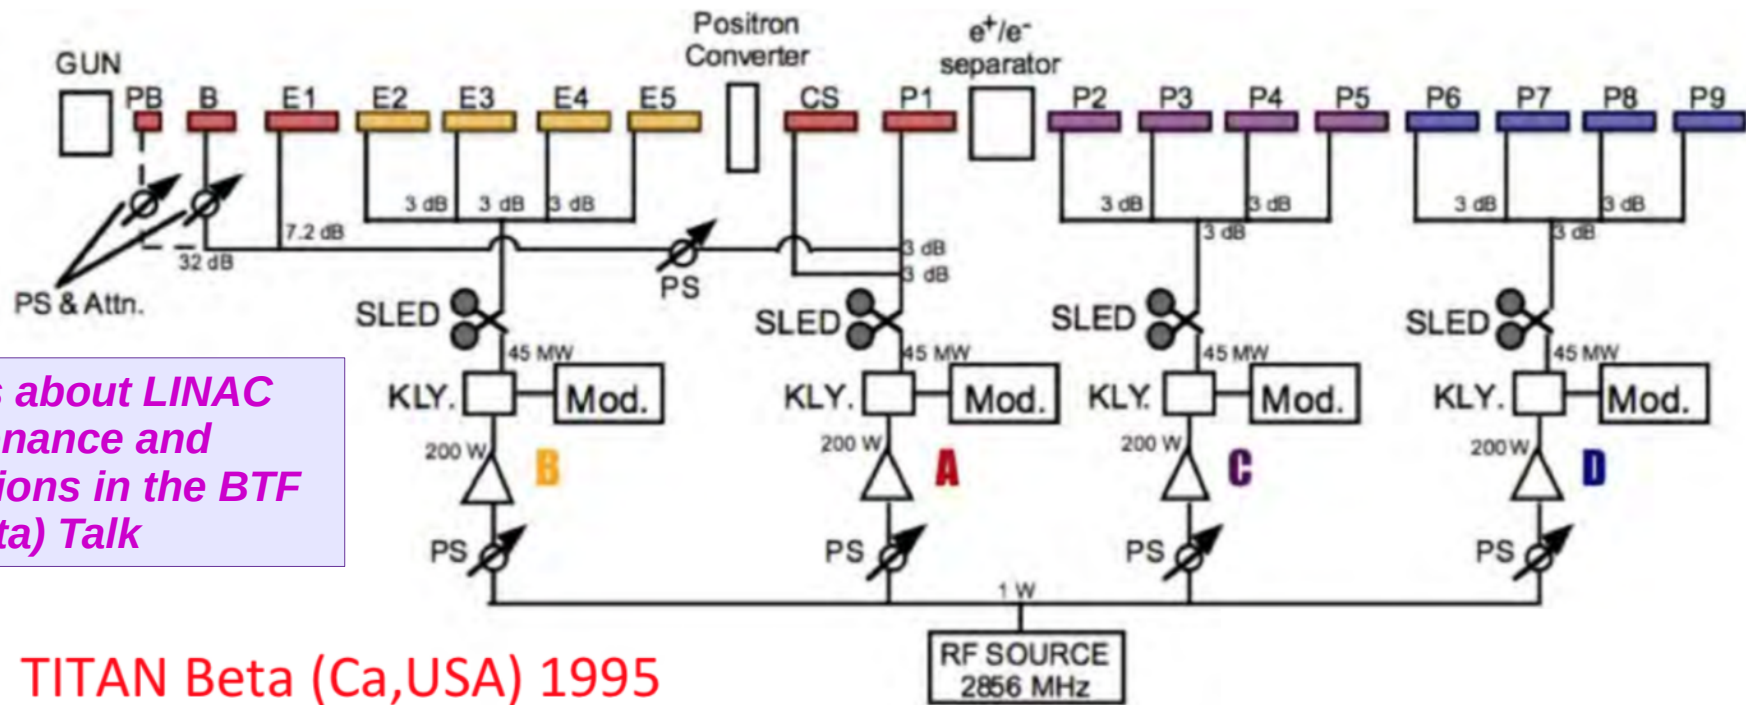 Positron
Converter
e+/e-
separator
GUN
PB B E1 E2 E3 E4 E5 CS P1 P2 P3 P4 P5 P6 P7 P8 P9
3 dB 3 dB 3 dB 3 dB 3 dB 3 dB 3 dB
7.2 dB 3 dB 3 dB 3 dB
32 dB 3 dB
PS & Attn. PS
SLED SLED SLED SLED
45 MW 45 MW 45 MW 45 MW
KLY. Mod. KLY. Mod. KLY. Mod. KLY. Mod.
200 W 200 W 200 W 200 W
B A C D
PS PS PS PS
1 W
RF SOURCE
2856 MHz
s about LINAC
nance and
ions in the BTF
ta) Talk
TITAN Beta (Ca,USA) 1995